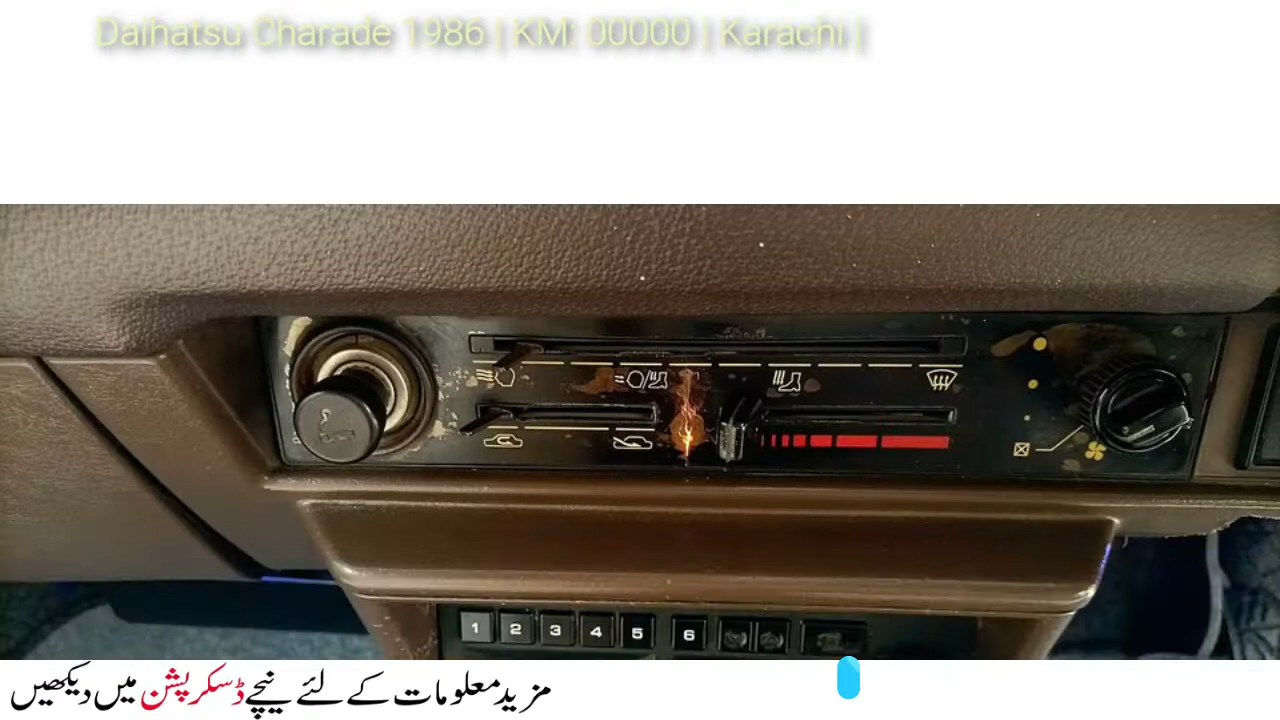 Daihatsu Charade 1986 | KM: 00000 | Karachi |
1 2 3 4 5 6
مزید معلومات کے لئے نیچے ڈسکرپشن میں دیکھیں